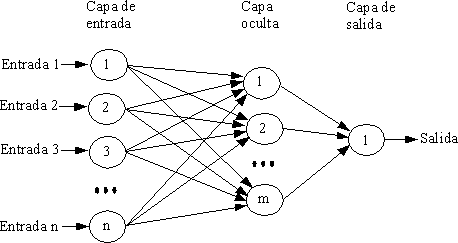 Capa de
entrada
Capa
oculta
Capa de
salida
Entrada 1
1
1
Entrada 2
2
2
1
Salida
Entrada 3
3
...
...
m
Entrada n
n